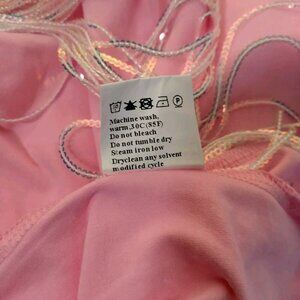 Machine wash,
warm,30C(85F)
Do not bleach
Do not tumble dry
Steam iron low
Dryclean any solvent
modified cycle